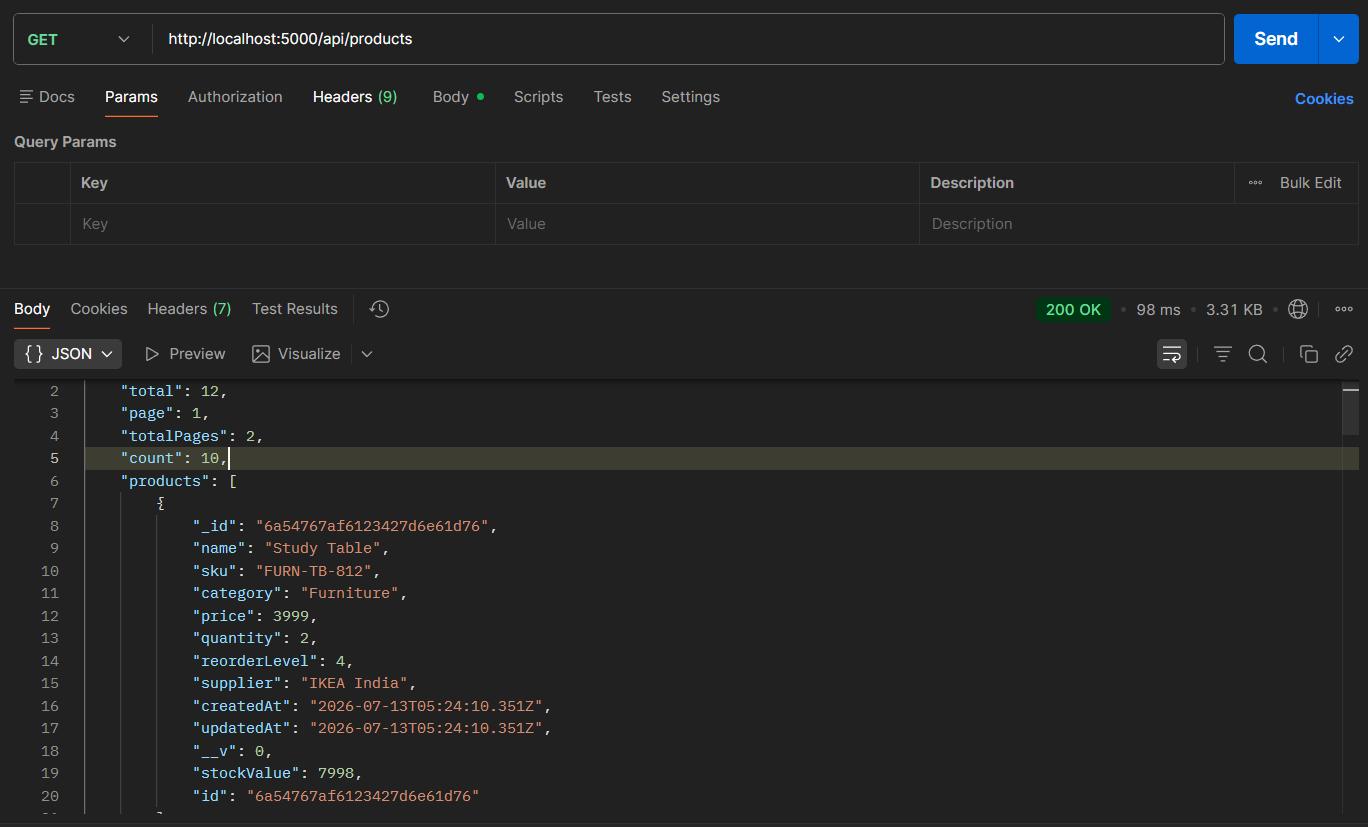 GET http://localhost:5000/api/products Send
Docs Params Authorization Headers (9) Body Scripts Tests Settings Cookies
Query Params
Key Value Description Bulk Edit
Key Value Description
Body Cookies Headers (7) Test Results 200 OK 98 ms 3.31 KB
{} JSON Preview Visualize
2 "total": 12,
3 "page": 1,
4 "totalPages": 2,
5 "count": 10,
6 "products": [
7 {
8 "_id": "6a54767af6123427d6e61d76",
9 "name": "Study Table",
10 "sku": "FURN-TB-812",
11 "category": "Furniture",
12 "price": 3999,
13 "quantity": 2,
14 "reorderLevel": 4,
15 "supplier": "IKEA India",
16 "createdAt": "2026-07-13T05:24:10.351Z",
17 "updatedAt": "2026-07-13T05:24:10.351Z",
18 "__v": 0,
19 "stockValue": 7998,
20 "id": "6a54767af6123427d6e61d76"